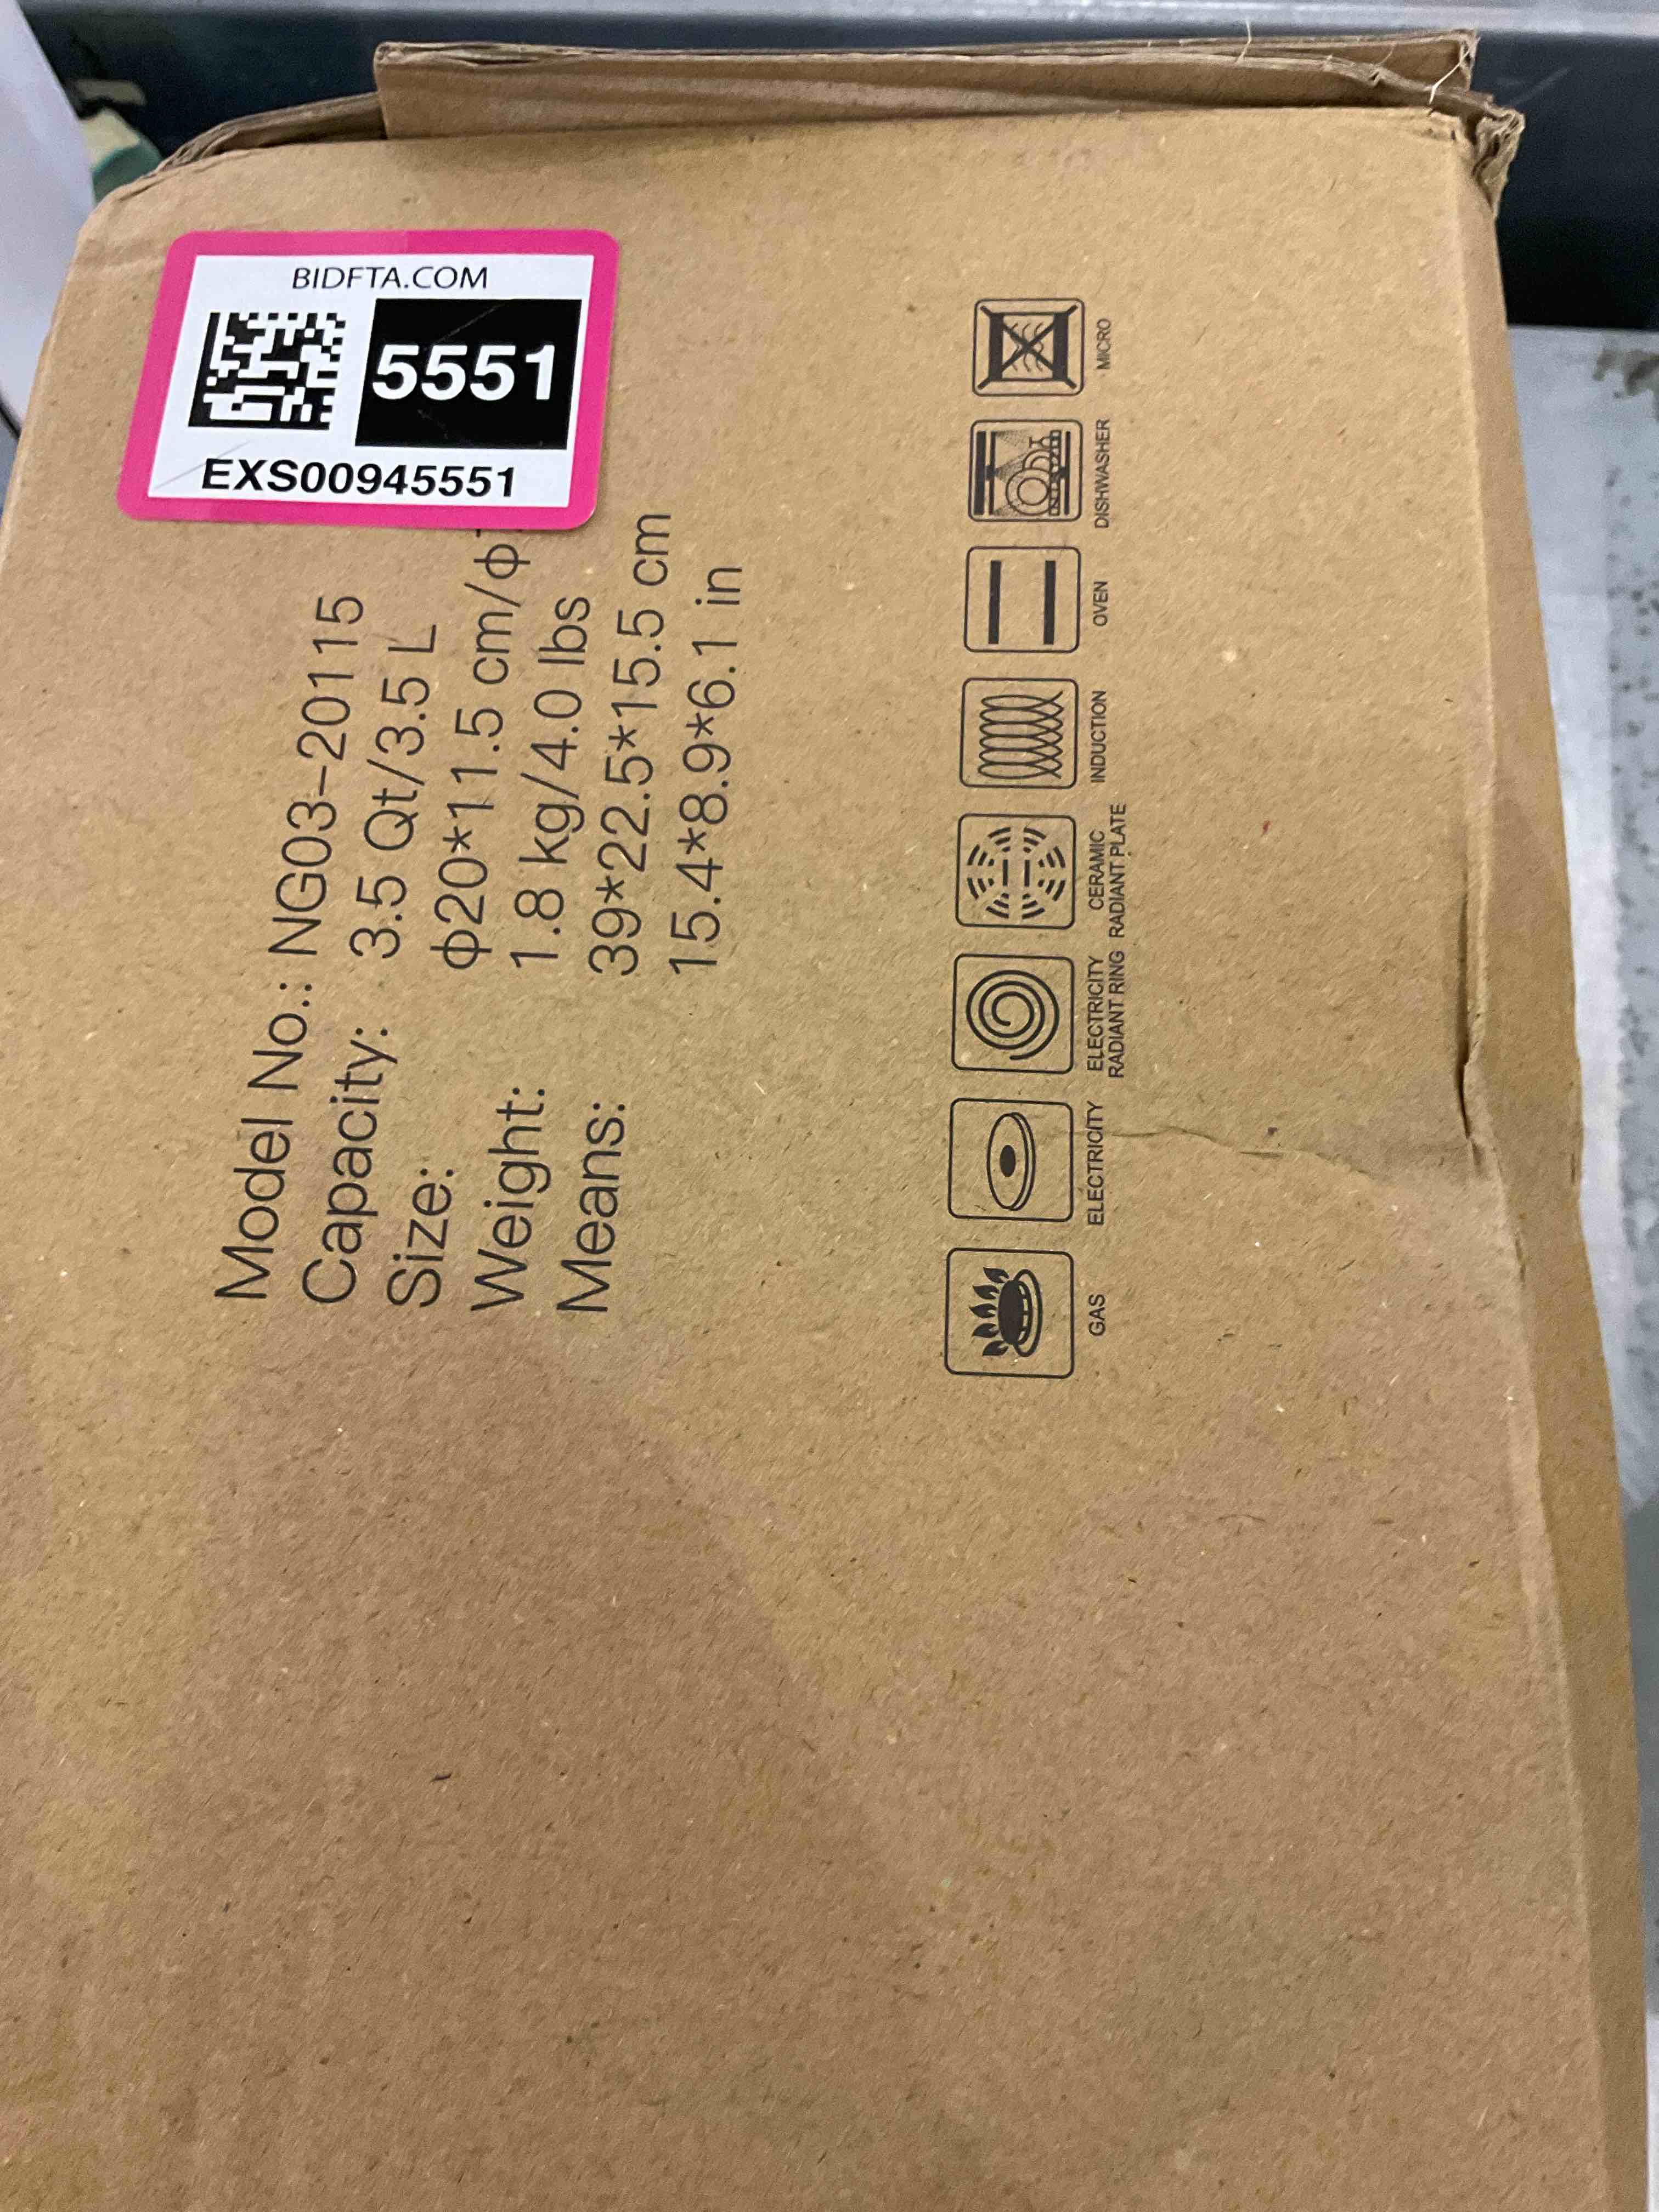 BIDFTA.COM
5551
EXS00945551
Model No.: NG03-20115
Capacity: 3.5 Qt/3.5 L
Size: ϕ20*11.5 cm/ϕ
Weight: 1.8 kg/4.0 lbs
Means: 39*22.5*15.5 cm
15.4*8.9*6.1 in
GAS
ELECTRICITY
ELECTRICITY
RADIANT RING
CERAMIC
RADIANT PLATE
INDUCTION
OVEN
DISHWASHER
MICRO